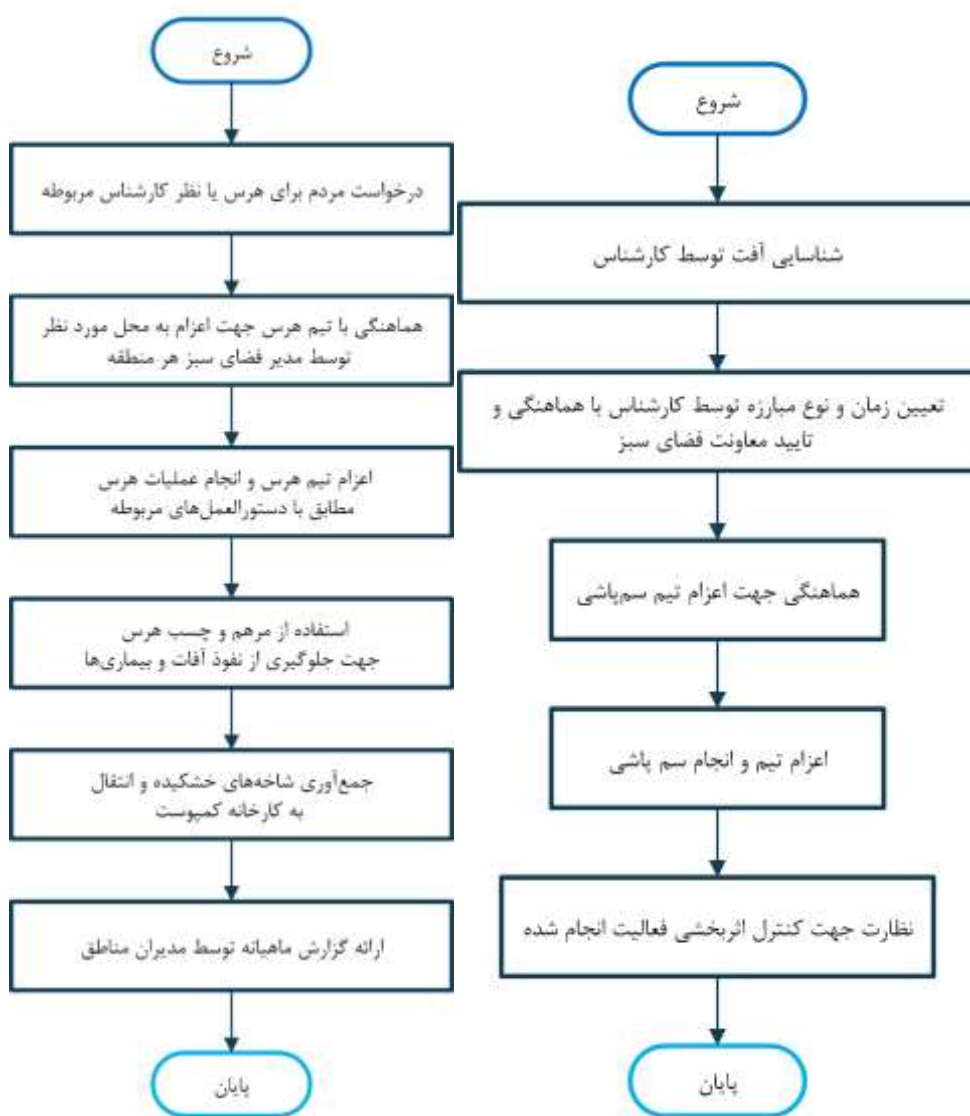 شروع
شناسایی آفت توسط کارشناس
تعیین زمان و نوع مبارزه توسط کارشناس با هماهنگی و
تایید معاونت فضای سبز
هماهنگی جهت اعزام تیم سم‌پاشی
اعزام تیم و انجام سم پاشی
نظارت جهت کنترل اثربخشی فعالیت انجام شده
پایان
شروع
درخواست مردم برای هرس یا نظر کارشناس مربوطه
هماهنگی با تیم هرس جهت اعزام به محل مورد نظر
توسط مدیر فضای سبز هر منطقه
اعزام تیم هرس و انجام عملیات هرس
مطابق با دستورالعمل‌های مربوطه
استفاده از مرهم و چسب هرس
جهت جلوگیری از نفوذ آفات و بیماری‌ها
جمع‌آوری شاخه‌های خشکیده و انتقال
به کارخانه کمپوست
ارائه گزارش ماهیانه توسط مدیران مناطق
پایان